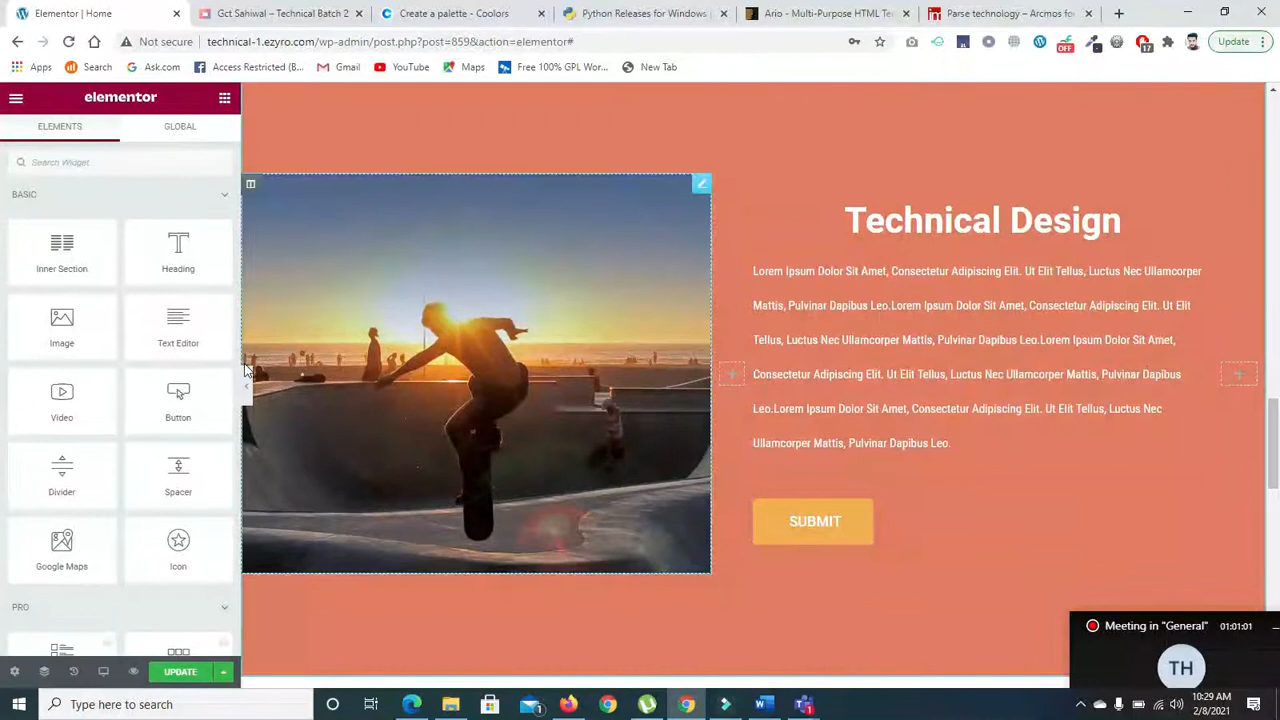 Home
Gct Sahiwal - Technical Batch 2
Create a palette - Coolors
Python Releases for Windows
Ario - Multi-Purpose HTML Te
Parse technology – Arcmos for
Not secure technical-1.ezyro.com/wp-admin/post.php?post=859&action=elementor#
OFF
17
Update
Apps
Search
Ask.com
Access Restricted (B...
Gmail
YouTube
Maps
Free 100% GPL Wor...
New Tab
elementor
ELEMENTS
GLOBAL
Search Widget
BASIC
Inner Section
Heading
Image
Text Editor
Video
Button
Divider
Spacer
Google Maps
Icon
PRO
UPDATE
Technical Design
Lorem Ipsum Dolor Sit Amet, Consectetur Adipiscing Elit. Ut Elit Tellus, Luctus Nec Ullamcorper
Mattis, Pulvinar Dapibus Leo.Lorem Ipsum Dolor Sit Amet, Consectetur Adipiscing Elit. Ut Elit
Tellus, Luctus Nec Ullamcorper Mattis, Pulvinar Dapibus Leo.Lorem Ipsum Dolor Sit Amet,
Consectetur Adipiscing Elit. Ut Elit Tellus, Luctus Nec Ullamcorper Mattis, Pulvinar Dapibus
Leo.Lorem Ipsum Dolor Sit Amet, Consectetur Adipiscing Elit. Ut Elit Tellus, Luctus Nec
Ullamcorper Mattis, Pulvinar Dapibus Leo.
SUBMIT
Meeting in "General"
01:01:01
TH
Type here to search
10:29 AM
2/8/2021